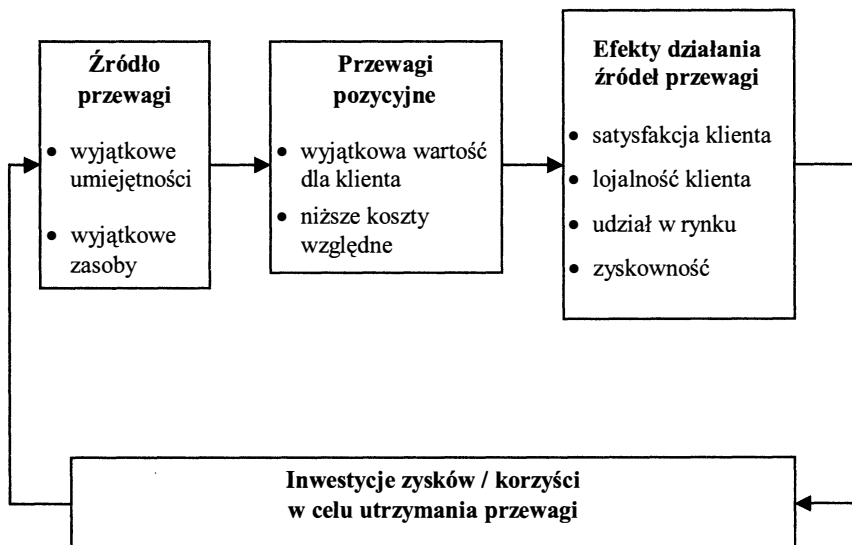 Źródło
przewagi
• wyjątkowe
umiejętności
• wyjątkowe
zasoby
Przewagi
pozycyjne
• wyjątkowa wartość
dla klienta
• niższe koszty
względne
Efekty działania
źródeł przewagi
• satysfakcja klienta
• lojalność klienta
• udział w rynku
• zyskowność
Inwestycje zysków / korzyści
w celu utrzymania przewagi